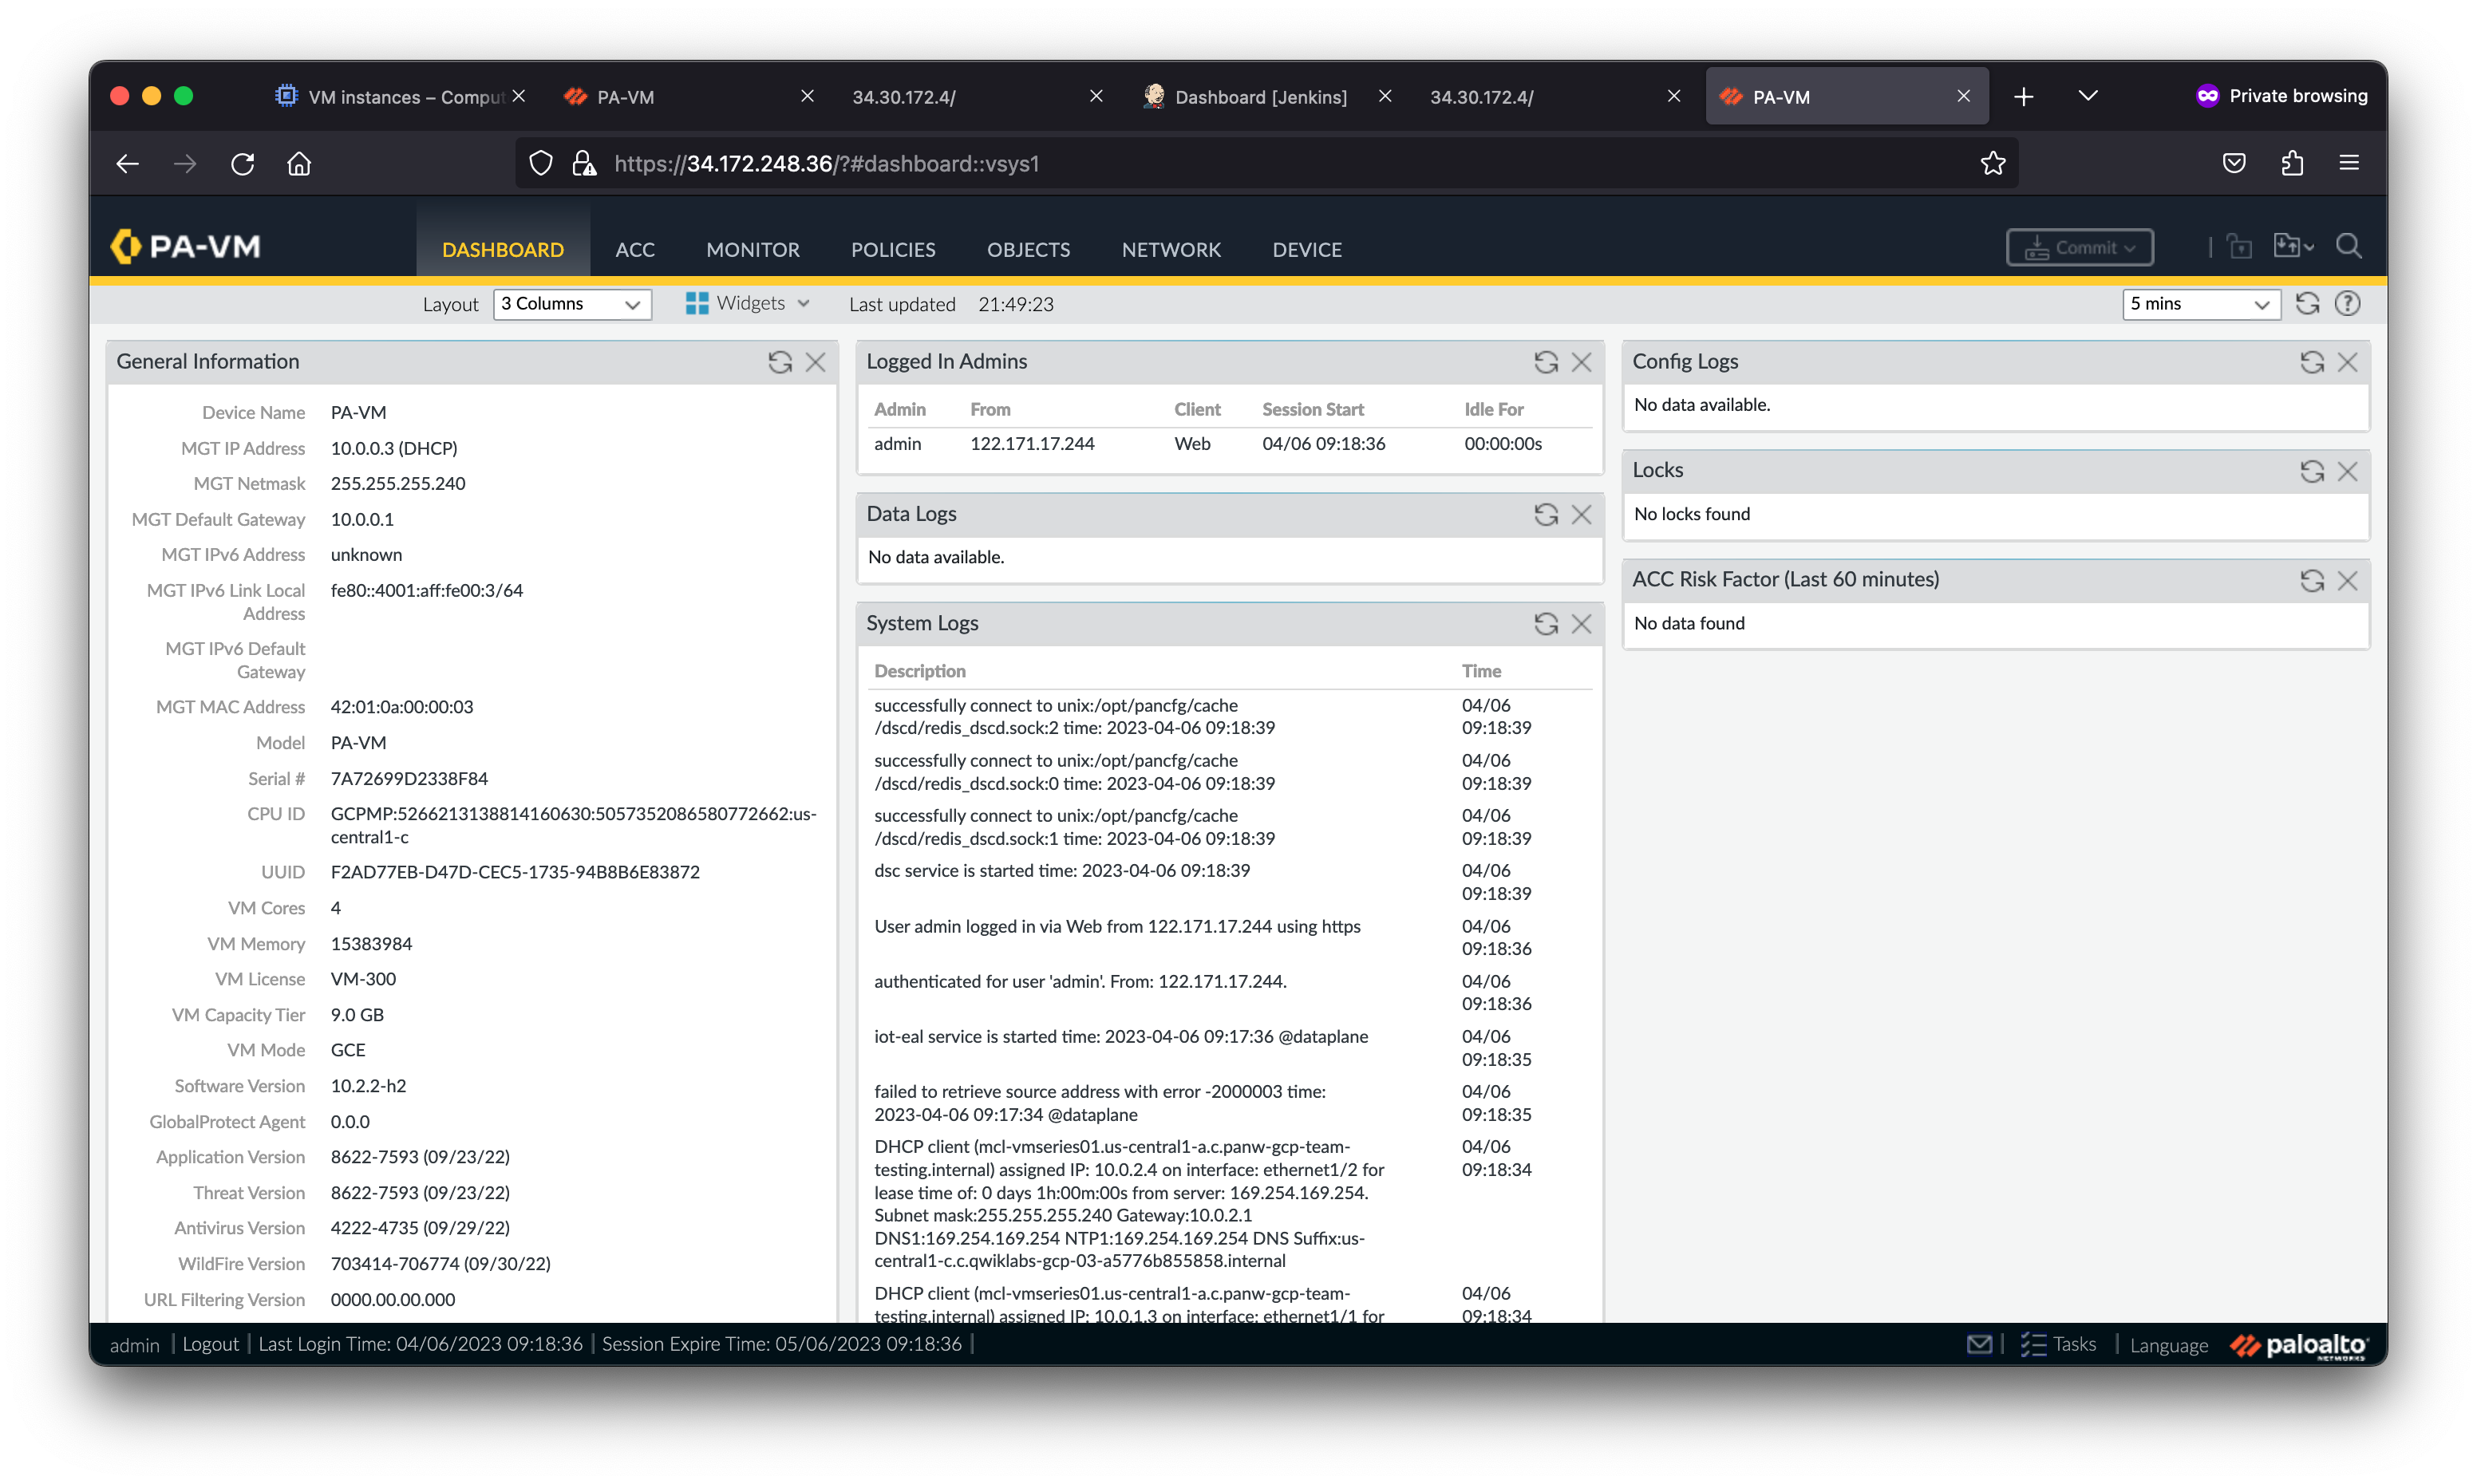 VM instances – Comput
PA-VM
34.30.172.4/
Dashboard [Jenkins]
34.30.172.4/
PA-VM
Private browsing
https://34.172.248.36/?#dashboard::vsys1
PA-VM
DASHBOARD
ACC
MONITOR
POLICIES
OBJECTS
NETWORK
DEVICE
Commit
Layout
3 Columns
Widgets
Last updated 21:49:23
5 mins
General Information
Device Name PA-VM
MGT IP Address 10.0.0.3 (DHCP)
MGT Netmask 255.255.255.240
MGT Default Gateway 10.0.0.1
MGT IPv6 Address unknown
MGT IPv6 Link Local fe80::4001:aff:fe00:3/64
Address
MGT IPv6 Default
Gateway
MGT MAC Address 42:01:0a:00:00:03
Model PA-VM
Serial # 7A72699D2338F84
CPU ID GCPMP:5266213138814160630:5057352086580772662:us-
central1-c
UUID F2AD77EB-D47D-CEC5-1735-94B8B6E83872
VM Cores 4
VM Memory 15383984
VM License VM-300
VM Capacity Tier 9.0 GB
VM Mode GCE
Software Version 10.2.2-h2
GlobalProtect Agent 0.0.0
Application Version 8622-7593 (09/23/22)
Threat Version 8622-7593 (09/23/22)
Antivirus Version 4222-4735 (09/29/22)
WildFire Version 703414-706774 (09/30/22)
URL Filtering Version 0000.00.00.000
Logged In Admins
Admin From Client Session Start Idle For
admin 122.171.17.244 Web 04/06 09:18:36 00:00:00s
Data Logs
No data available.
System Logs
Description Time
successfully connect to unix:/opt/pancfg/cache 04/06
/dscd/redis_dscd.sock:2 time: 2023-04-06 09:18:39 09:18:39
successfully connect to unix:/opt/pancfg/cache 04/06
/dscd/redis_dscd.sock:0 time: 2023-04-06 09:18:39 09:18:39
successfully connect to unix:/opt/pancfg/cache 04/06
/dscd/redis_dscd.sock:1 time: 2023-04-06 09:18:39 09:18:39
dsc service is started time: 2023-04-06 09:18:39 04/06
09:18:39
User admin logged in via Web from 122.171.17.244 using https 04/06
09:18:36
authenticated for user 'admin'. From: 122.171.17.244. 04/06
09:18:36
iot-eal service is started time: 2023-04-06 09:17:36 @dataplane 04/06
09:18:35
failed to retrieve source address with error -2000003 time: 04/06
2023-04-06 09:17:34 @dataplane 09:18:35
DHCP client (mcl-vmseries01.us-central1-a.c.panw-gcp-team- 04/06
testing.internal) assigned IP: 10.0.2.4 on interface: ethernet1/2 for 09:18:34
lease time of: 0 days 1h:00m:00s from server: 169.254.169.254.
Subnet mask:255.255.255.240 Gateway:10.0.2.1
DNS1:169.254.169.254 NTP1:169.254.169.254 DNS Suffix:us-
central1-c.c.qwiklabs-gcp-03-a5776b855858.internal
DHCP client (mcl-vmseries01.us-central1-a.c.panw-gcp-team- 04/06
testing.internal) assigned IP: 10.0.1.3 on interface: ethernet1/1 for 09:18:34
Config Logs
No data available.
Locks
No locks found
ACC Risk Factor (Last 60 minutes)
No data found
admin | Logout | Last Login Time: 04/06/2023 09:18:36 | Session Expire Time: 05/06/2023 09:18:36 |
Tasks | Language
paloalto
NETWORKS